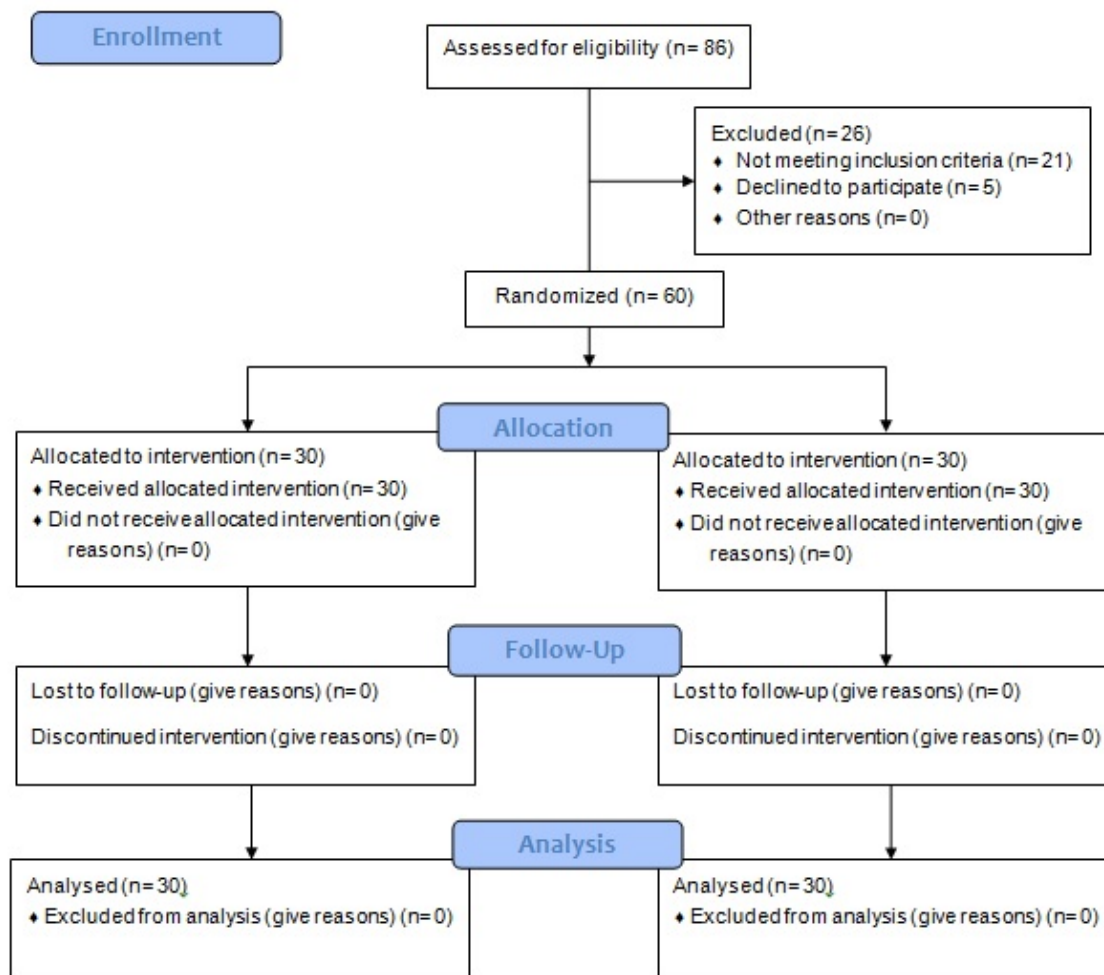 Enrollment
Assessed for eligibility (n= 86)
Excluded (n= 26)
♦ Not meeting inclusion criteria (n= 21)
♦ Declined to participate (n= 5)
♦ Other reasons (n= 0)
Randomized (n= 60)
Allocation
Allocated to intervention (n= 30)
♦ Received allocated intervention (n= 30)
♦ Did not receive allocated intervention (give
reasons) (n= 0)
Allocated to intervention (n= 30)
♦ Received allocated intervention (n= 30)
♦ Did not receive allocated intervention (give
reasons) (n= 0)
Follow-Up
Lost to follow-up (give reasons) (n= 0)
Discontinued intervention (give reasons) (n= 0)
Lost to follow-up (give reasons) (n= 0)
Discontinued intervention (give reasons) (n= 0)
Analysis
Analysed (n= 30)
♦ Excluded from analysis (give reasons) (n= 0)
Analysed (n= 30)
♦ Excluded from analysis (give reasons) (n= 0)